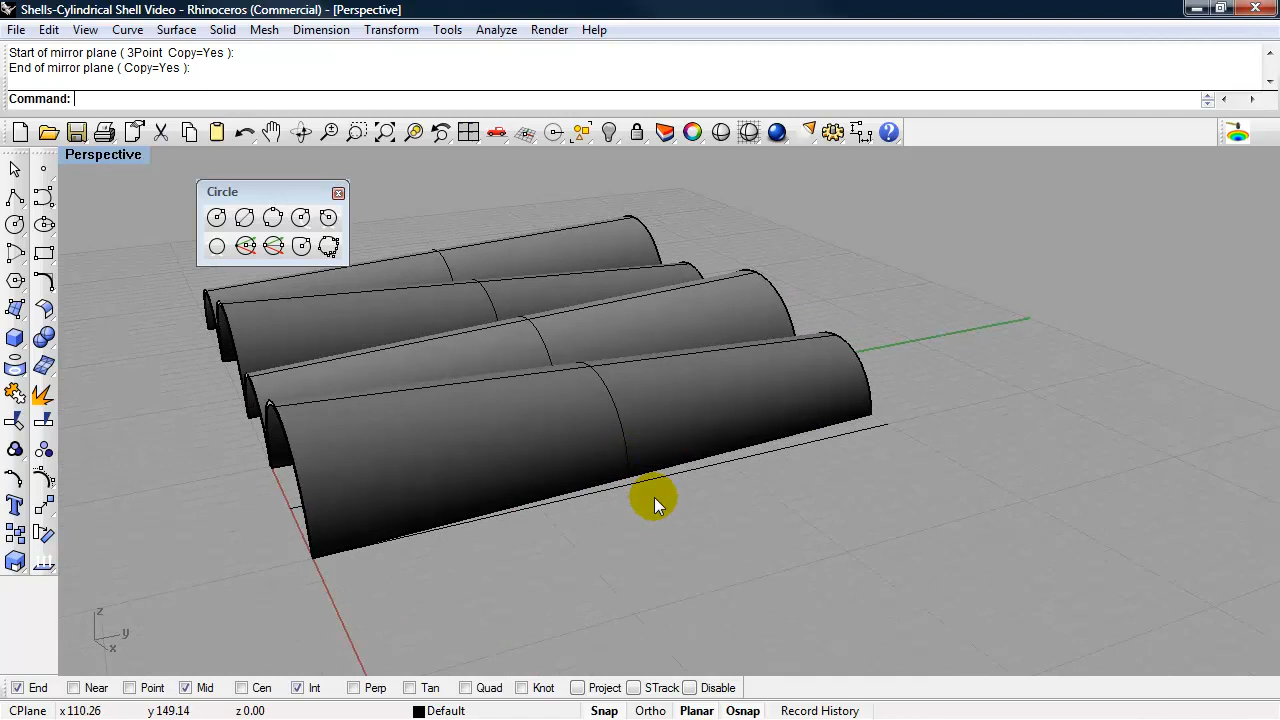 Shells-Cylindrical Shell Video - Rhinoceros (Commercial) - [Perspective]
File Edit View Curve Surface Solid Mesh Dimension Transform Tools Analyze Render Help
Start of mirror plane ( 3Point Copy=Yes ):
End of mirror plane ( Copy=Yes ):
Command:
Perspective
Circle
z
y
x
End Near Point Mid Cen Int Perp Tan Quad Knot Project STrack Disable
CPlane x 110.26 y 149.14 z 0.00 Default Snap Ortho Planar Osnap Record History